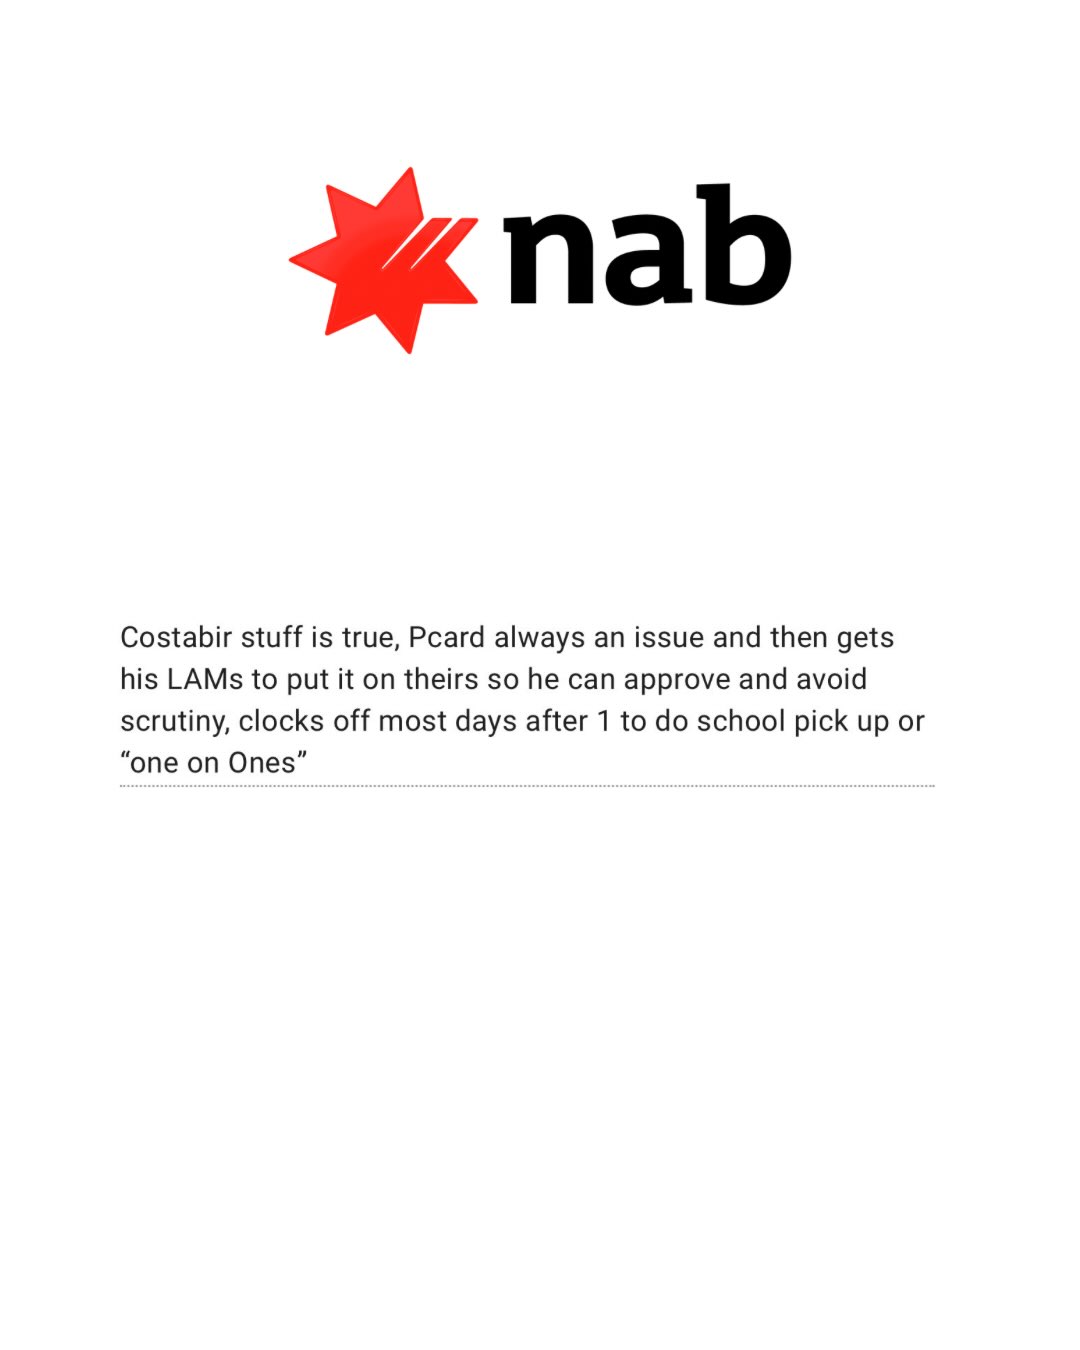 nab
Costabir stuff is true, Pcard always an issue and then gets
his LAMs to put it on theirs so he can approve and avoid
scrutiny, clocks off most days after 1 to do school pick up or
“one on Ones”